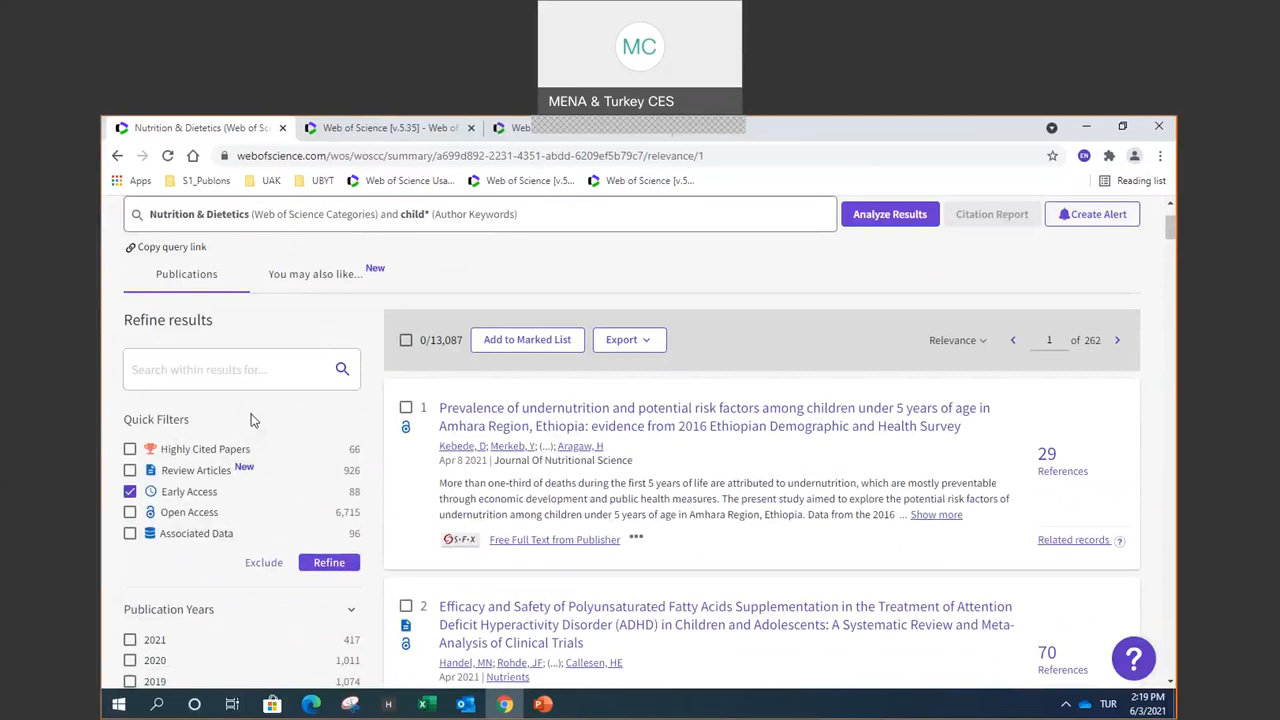 MC
MENA & Turkey CES
Nutrition & Dietetics (Web of Sci
Web of Science [v.5.35] - Web of
Web
webofscience.com/wos/woscc/summary/a699d892-2231-4351-abdd-6209ef5b79c7/relevance/1
EN
Apps S1_Publons UAK UBYT Web of Science Usa... Web of Science [v.5... Web of Science [v.5... Reading list
Nutrition & Dietetics (Web of Science Categories) and child* (Author Keywords)
Analyze Results
Citation Report
Create Alert
Copy query link
Publications
You may also like... New
Refine results
0/13,087
Add to Marked List
Export
Relevance
1 of 262
Search within results for...
Quick Filters
Highly Cited Papers 66
Review Articles New 926
Early Access 88
Open Access 6,715
Associated Data 96
Exclude
Refine
Publication Years
2021 417
2020 1,011
2019 1,074
1
Prevalence of undernutrition and potential risk factors among children under 5 years of age in
Amhara Region, Ethiopia: evidence from 2016 Ethiopian Demographic and Health Survey
Kebede, D; Merkeb, Y; (...); Aragaw, H
Apr 8 2021 | Journal Of Nutritional Science
More than one-third of deaths during the first 5 years of life are attributed to undernutrition, which are mostly preventable
through economic development and public health measures. The present study aimed to explore the potential risk factors of
undernutrition among children under 5 years of age in Amhara Region, Ethiopia. Data from the 2016 ... Show more
S·F·X
Free Full Text from Publisher
29
References
Related records ?
2
Efficacy and Safety of Polyunsaturated Fatty Acids Supplementation in the Treatment of Attention
Deficit Hyperactivity Disorder (ADHD) in Children and Adolescents: A Systematic Review and Meta-
Analysis of Clinical Trials
Handel, MN; Rohde, JF; (...); Callesen, HE
Apr 2021 | Nutrients
70
References
?
H
TUR
2:19 PM
6/3/2021